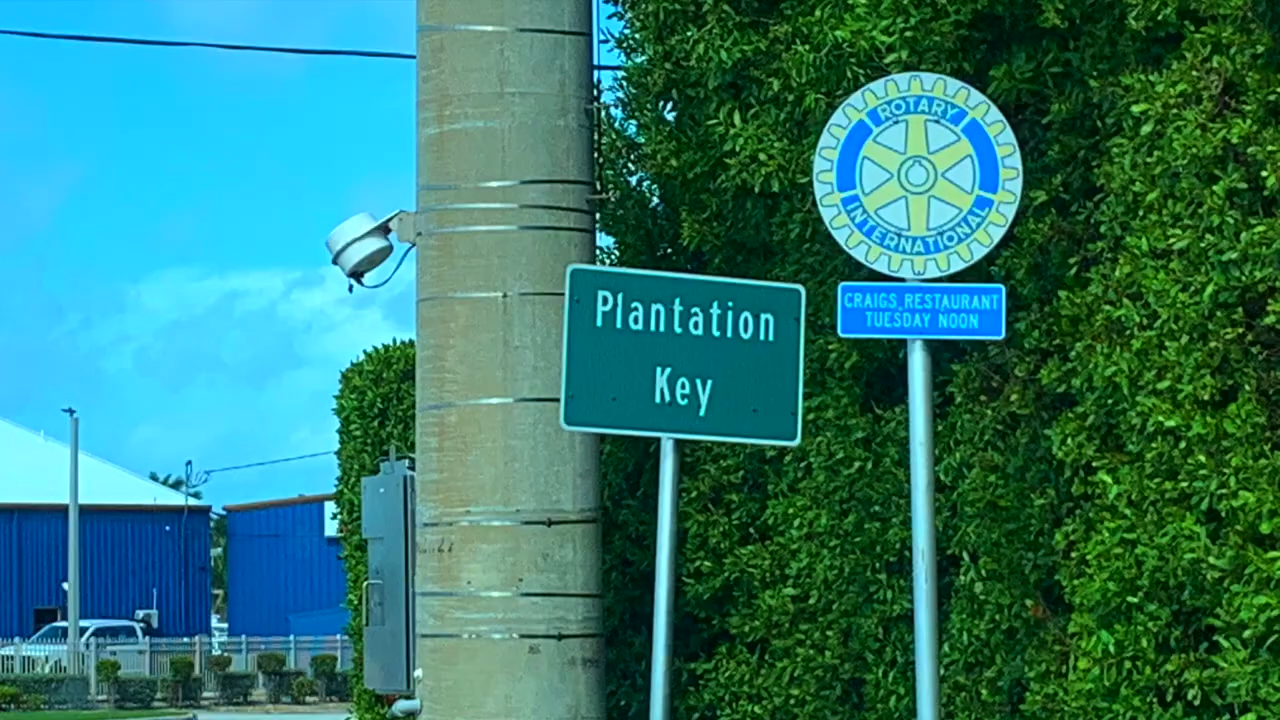 Plantation
Key
ROTARY
INTERNATIONAL
CRAIGS RESTAURANT
TUESDAY NOON